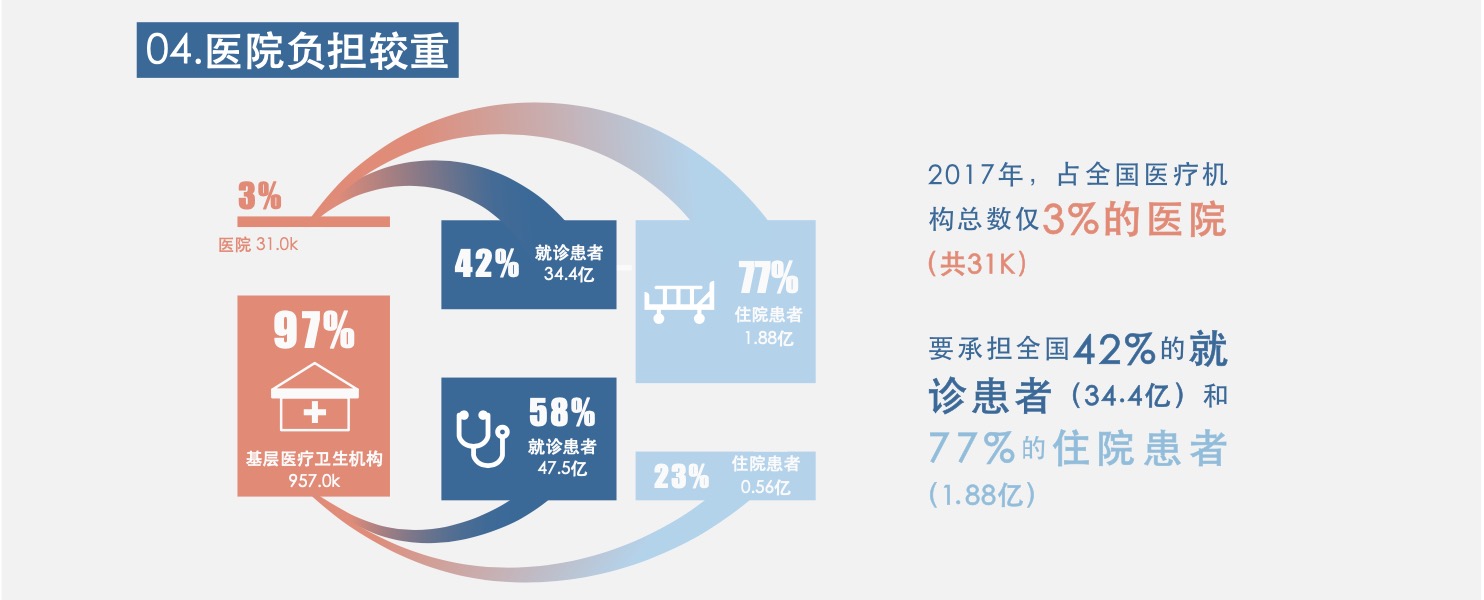 04.医院负担较重
3%
医院 31.0k
97%
基层医疗卫生机构
957.0k
42%
就诊患者
34.4亿
58%
就诊患者
47.5亿
77%
住院患者
1.88亿
23%
住院患者
0.56亿
2017年，占全国医疗机
构总数仅3%的医院
(共31K)
要承担全国42%的就
诊患者（34.4亿）和
77%的住院患者
(1.88亿)